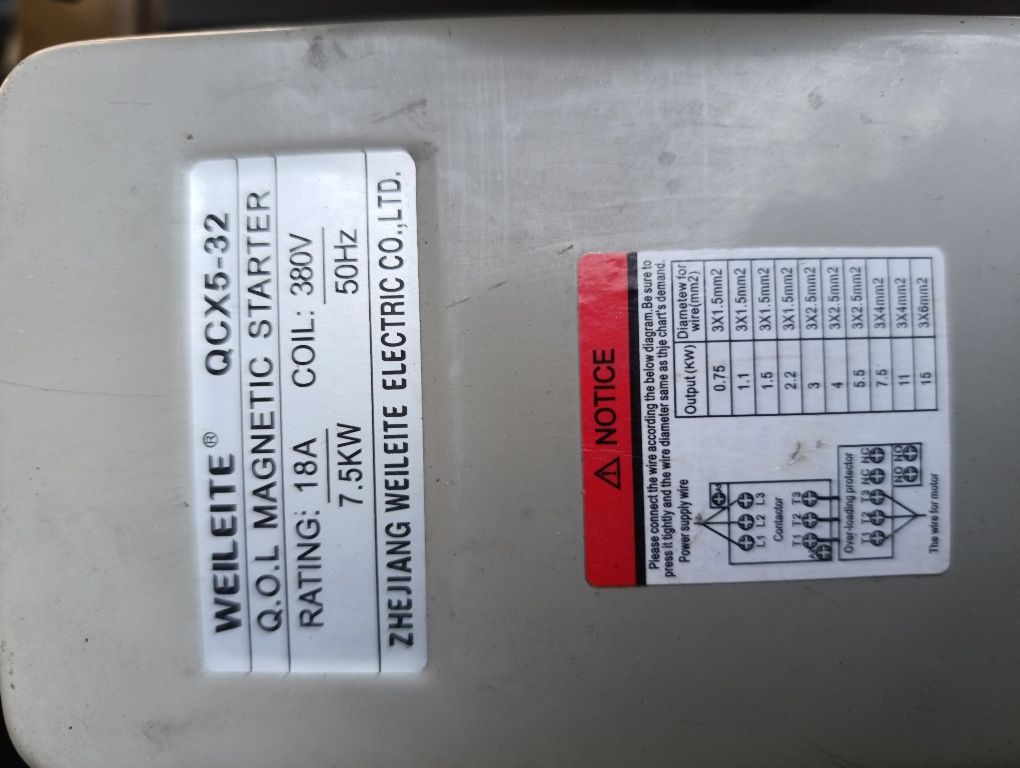 WEILEITE® QCX5-32
Q.O.L MAGNETIC STARTER
RATING: 18A COIL: 380V
7.5KW 50Hz
ZHEJIANG WEILEITE ELECTRIC CO.,LTD.
⚠ NOTICE
Please connect the wire according the below diagram.Be sure to
press it tightly and the wire diameter same as thje chart's demand.
Power supply wire
L1 L2 L3
Contactor
T1 T2 T3
Over-loading protector
T1 T2 T3 NC NC
NO NO
The wire for motor
Output (KW) Diametew for
wire(mm2)
0.75 3X1.5mm2
1.1 3X1.5mm2
1.5 3X1.5mm2
2.2 3X1.5mm2
3 3X2.5mm2
4 3X2.5mm2
5.5 3X2.5mm2
7.5 3X4mm2
11 3X4mm2
15 3X6mm2